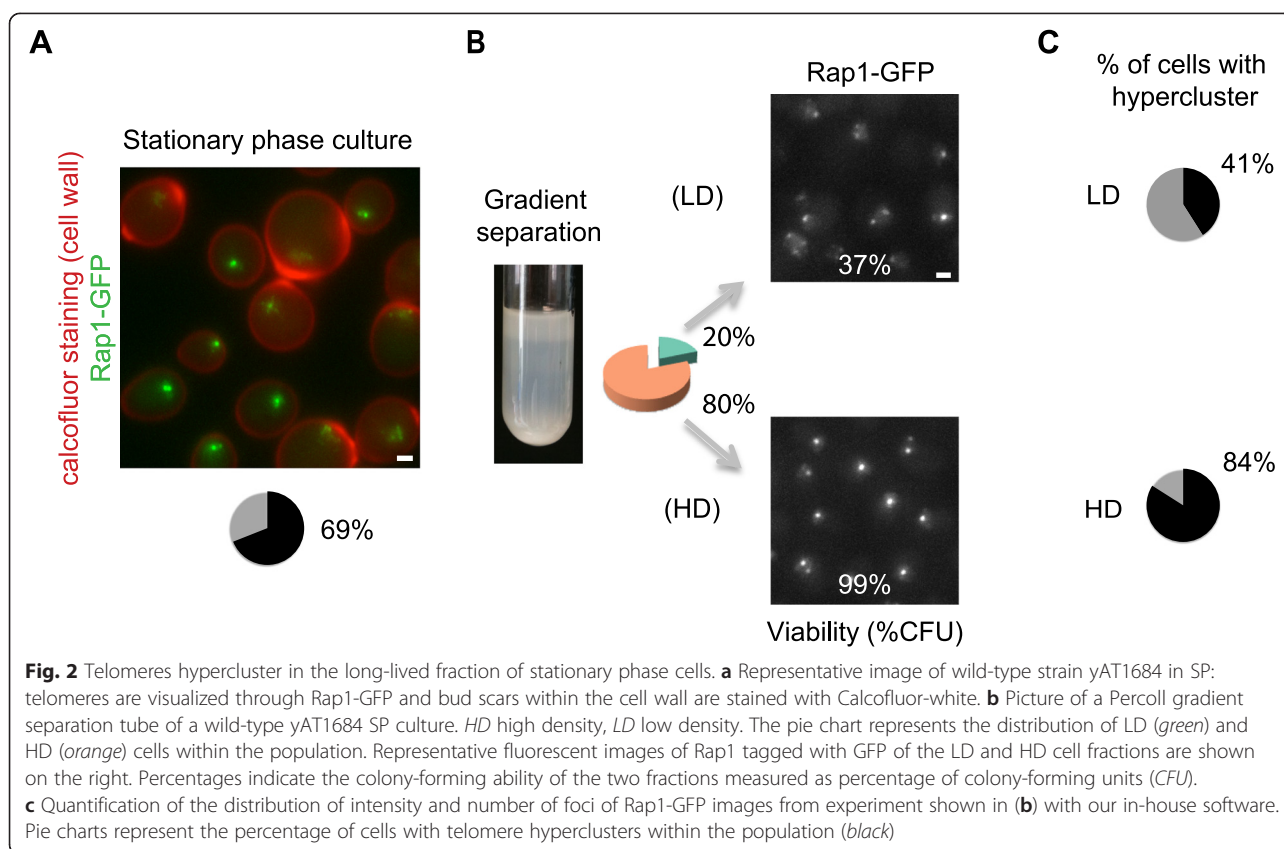 A
Stationary phase culture
calcofluor staining (cell wall)
Rap1-GFP
69%
B
Gradient
separation
20%
80%
(LD)
(HD)
Rap1-GFP
37%
99%
Viability (%CFU)
C
% of cells with
hypercluster
41%
LD
84%
HD
Fig. 2 Telomeres hypercluster in the long-lived fraction of stationary phase cells. a Representative image of wild-type strain yAT1684 in SP:
telomeres are visualized through Rap1-GFP and bud scars within the cell wall are stained with Calcofluor-white. b Picture of a Percoll gradient
separation tube of a wild-type yAT1684 SP culture. HD high density, LD low density. The pie chart represents the distribution of LD (green) and
HD (orange) cells within the population. Representative fluorescent images of Rap1 tagged with GFP of the LD and HD cell fractions are shown
on the right. Percentages indicate the colony-forming ability of the two fractions measured as percentage of colony-forming units (CFU).
c Quantification of the distribution of intensity and number of foci of Rap1-GFP images from experiment shown in (b) with our in-house software.
Pie charts represent the percentage of cells with telomere hyperclusters within the population (black)